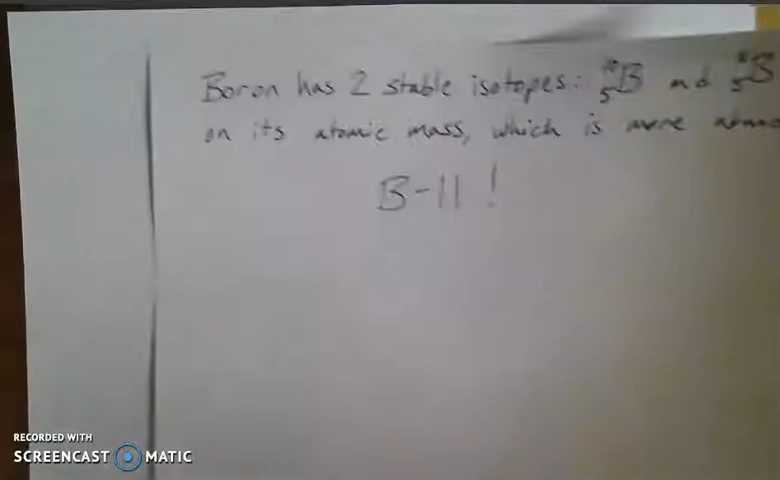 Boron has 2 stable isotopes: ¹⁰₅B and ¹¹₅B
on its atomic mass, which is more
B-11!
RECORDED WITH
SCREENCAST MATIC